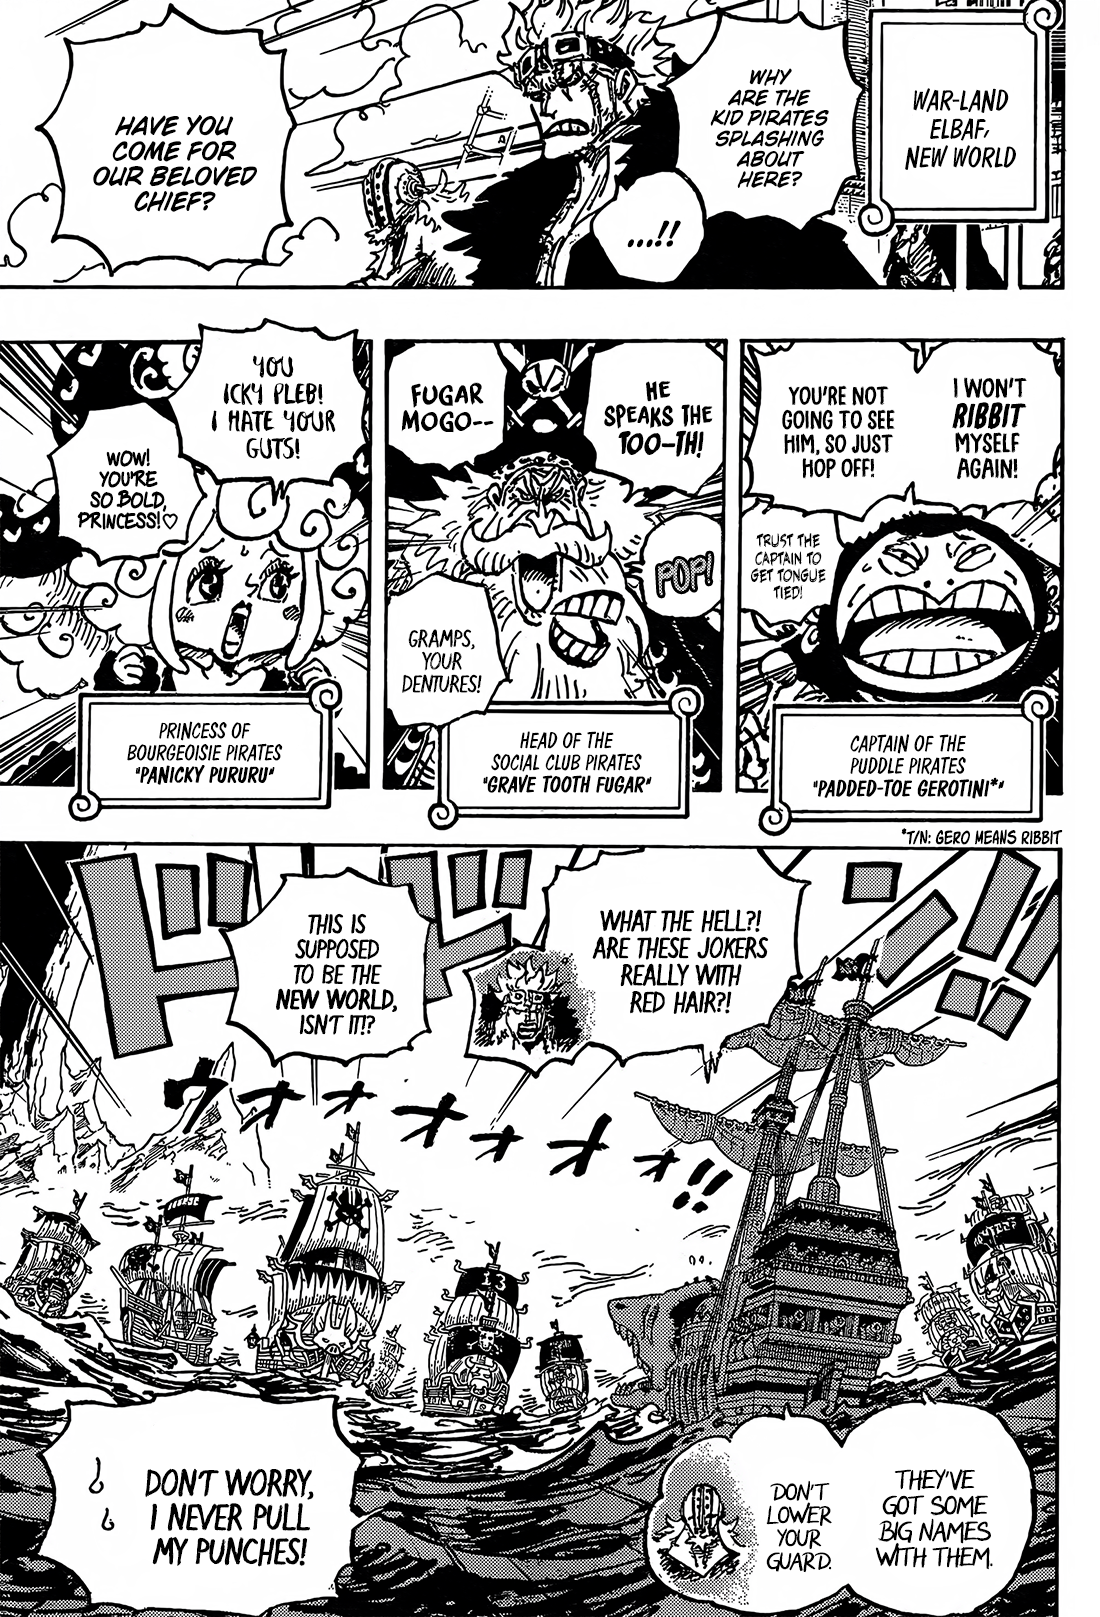 WAR-LAND
ELBAF,
NEW WORLD
WHY
ARE THE
KID PIRATES
SPLASHING
ABOUT
HERE?
....!!
HAVE YOU
COME FOR
OUR BELOVED
CHIEF?
I WON'T
RIBBIT
MYSELF
AGAIN!
YOU'RE NOT
GOING TO SEE
HIM, SO JUST
HOP OFF!
TRUST THE
CAPTAIN TO
GET TONGUE
TIED!
CAPTAIN OF THE
PUDDLE PIRATES
"PADDED-TOE GEROTINI*"
*T/N: GERO MEANS RIBBIT
HE
SPEAKS THE
TOO-TH!
FUGAR
MOGO--
POP!
GRAMPS,
YOUR
DENTURES!
HEAD OF THE
SOCIAL CLUB PIRATES
"GRAVE TOOTH FUGAR"
YOU
ICKY PLEB!
I HATE YOUR
GUTS!
WOW!
YOU'RE
SO BOLD,
PRINCESS!♡
PRINCESS OF
BOURGEOISIE PIRATES
"PANICKY PURURU"
ドドン!!
WHAT THE HELL?!
ARE THESE JOKERS
REALLY WITH
RED HAIR?!
THIS IS
SUPPOSED
TO BE THE
NEW WORLD,
ISN'T IT!?
ウオオオオオオ!!
13
THEY'VE
GOT SOME
BIG NAMES
WITH THEM.
DON'T
LOWER
YOUR
GUARD.
DON'T WORRY,
I NEVER PULL
MY PUNCHES!